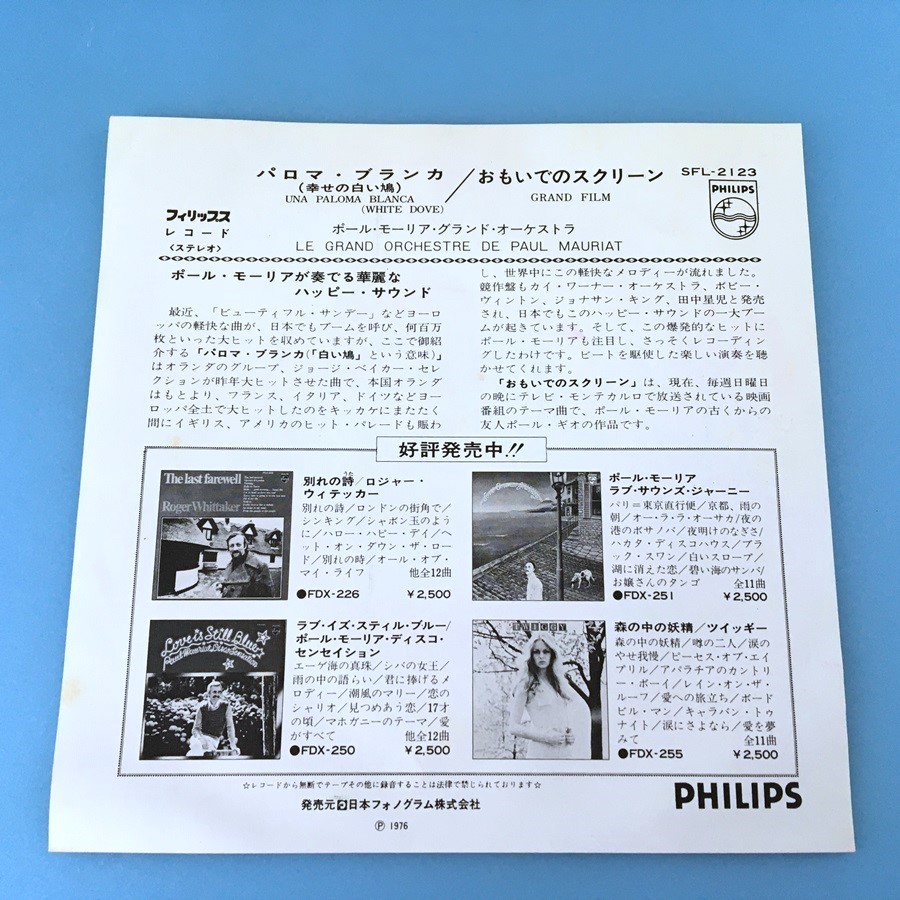 パロマ・ブランカ
(幸せの白い鳩)
UNA PALOMA BLANCA
(WHITE DOVE)
おもいでのスクリーン
GRAND FILM
SFL-2123
PHILIPS
フィリップス
レコード
〈ステレオ〉
ポール・モーリア・グランド・オーケストラ
LE GRAND ORCHESTRE DE PAUL MAURIAT
ポール・モーリアが奏でる華麗な
ハッピー・サウンド
最近、「ビューティフル・サンデー」などヨーロ
ッパの軽快な曲が、日本でもブームを呼び、何百万
枚といった大ヒットを収めていますが、ここで御紹
介する「パロマ・ブランカ(「白い鳩」という意味)」
はオランダのグループ、ジョージ・ベイカー・セレ
クションが昨年大ヒットさせた曲で、本国オランダ
はもとより、フランス、イタリア、ドイツなどヨー
ロッパ全土で大ヒットしたのをキッカケにまたたく
間にイギリス、アメリカのヒット・パレードも賑わ
し、世界中にこの軽快なメロディーが流れました。
競作盤もカイ・ワーナー・オーケストラ、ボビー・
ヴィントン、ジョナサン・キング、田中星児と発売
され、日本でもこのハッピー・サウンドの一大ブー
ムが起きています。そして、この爆発的なヒットに
ポール・モーリアも注目し、さっそくレコーディン
グしたわけです。ビートを駆使した楽しい演奏を聴
かせてくれます。
「おもいでのスクリーン」は、現在、毎週日曜日
の晩にテレビ・モンテカルロで放送されている映画
番組のテーマ曲で、ポール・モーリアの古くからの
友人ポール・ギオの作品です。
好評発売中!!
The last farewell
Roger Whittaker
別れの詩/ロジャー・
うた
ウィテッカー
別れの詩/ロンドンの街角で/
シンキング/シャボン玉のよう
に/ハロー・ハピー・デイ/ヘ
ット・オン・ダウン・ザ・ロー
ド/別れの時/オール・オブ・
マイ・ライフ 他全12曲
●FDX-226 ¥2,500
ポール・モーリア
ラブ・サウンズ・ジャーニー
パリ=東京直行便/京都、雨の
朝/オー・ラ・ラ・オーサカ/夜の
港のボサノバ/夜明けのなぎさ/
ハカタ・ディスコハウス/ブラ
ック・スワン/白いスロープ/
湖に消えた恋/碧い海のサンバ/
お嬢さんのタンゴ 全11曲
●FDX-251 ¥2,500
Love is Still Blue
Paul Mauriat Disco Sensation
ラブ・イズ・スティル・ブルー/
ポール・モーリア・ディスコ・
センセイション
エーゲ海の真珠/シバの女王/
雨の中の語らい/君に捧げるメ
ロディー/潮風のマリー/恋の
シャリオ/見つめあう恋/17才
の頃/マホガニーのテーマ/愛
がすべて 他全12曲
●FDX-250 ¥2,500
TWIGGY
森の中の妖精/ツイッギー
森の中の妖精/噂の二人/涙の
やせ我慢/ピーセス・オブ・エイ
プリル/アパラチアのカントリ
ー・ボーイ/レイン・オン・ザ・
ルーフ/愛への旅立ち/ボード
ビル・マン/キャラバン・トゥ
ナイト/涙にさよなら/愛を夢
みて 全11曲
●FDX-255 ¥2,500
☆レコードから無断でテープその他に録音することは法律で禁じられております☆
発売元 日本フォノグラム株式会社
PHILIPS
Ⓟ 1976